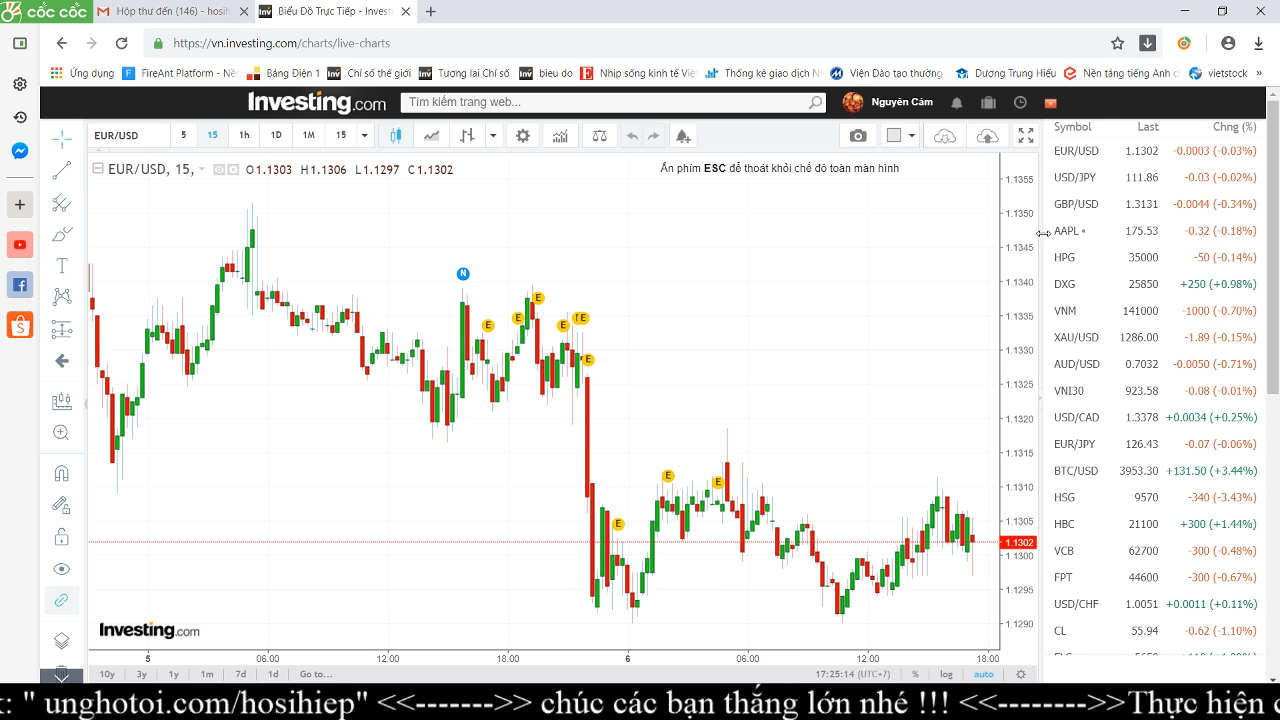 cốc cốc
Hộp thư đến (146) - hosih
Biểu Đồ Trực Tiếp - Investi
https://vn.investing.com/charts/live-charts
Ứng dụng
FireAnt Platform - Nề
Bảng Điện 1
Chỉ số thế giới
Tương lai Chỉ số
bieu do
Nhịp sống kinh tế Việ
Thống kê giao dịch N
Viện Đào tạo thường
Dương Trung Hiếu
Nền tảng tiếng Anh c
vietstock
»
Investing.com
Tìm kiếm trang web...
Nguyên Cảm
EUR/USD
5
15
1h
1D
1M
15
EUR/USD, 15,
O 1.1303 H 1.1306 L 1.1297 C 1.1302
Ấn phím ESC để thoát khỏi chế độ toàn màn hình
N
E
E
E
E
E
E
E
E
E
1.1355
1.1350
1.1345
1.1340
1.1335
1.1330
1.1325
1.1320
1.1315
1.1310
1.1305
1.1302
1.1300
1.1295
1.1290
Investing.com
5
06:00
12:00
18:00
6
06:00
12:00
18:00
10y
3y
1y
1m
7d
1d
Go to...
17:25:14 (UTC+7)
%
log
auto
Symbol Last Chng (%)
EUR/USD 1.1302 -0.0003 (-0.03%)
USD/JPY 111.86 -0.03 (-0.02%)
GBP/USD 1.3131 -0.0044 (-0.34%)
AAPL 175.53 -0.32 (-0.18%)
HPG 35000 -50 (-0.14%)
DXG 25850 +250 (+0.98%)
VNM 141000 -1000 (-0.70%)
XAU/USD 1286.00 -1.89 (-0.15%)
AUD/USD 0.7032 -0.0050 (-0.71%)
VNI30 923.58 -0.08 (-0.01%)
USD/CAD 1.3378 +0.0034 (+0.25%)
EUR/JPY 126.43 -0.07 (-0.06%)
BTC/USD 3953.30 +131.50 (+3.44%)
HSG 9570 -340 (-3.43%)
HBC 21100 +300 (+1.44%)
VCB 62700 -300 (-0.48%)
FPT 44600 -300 (-0.67%)
USD/CHF 1.0051 +0.0011 (+0.11%)
CL 55.94 -0.62 (-1.10%)
: " unghotoi.com/hosihiep" <<------->> chúc các bạn thắng lớn nhé !!! <<-------->>Thực hiện